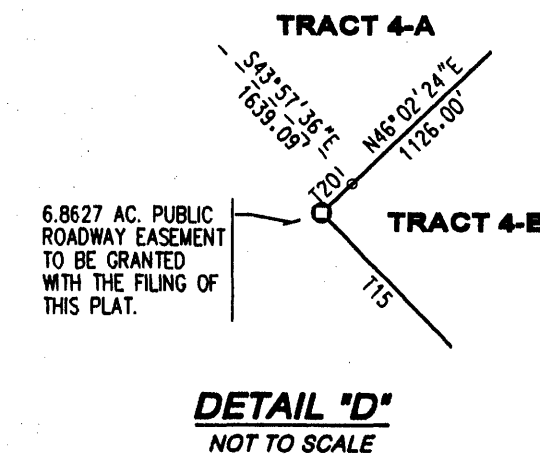 TRACT 4-A
S43°57'36"E
1639.09'
N46°02'24"E
1126.00'
T20
6.8627 AC. PUBLIC
ROADWAY EASEMENT
TO BE GRANTED
WITH THE FILING OF
THIS PLAT.
TRACT 4-B
T15
DETAIL "D"
NOT TO SCALE